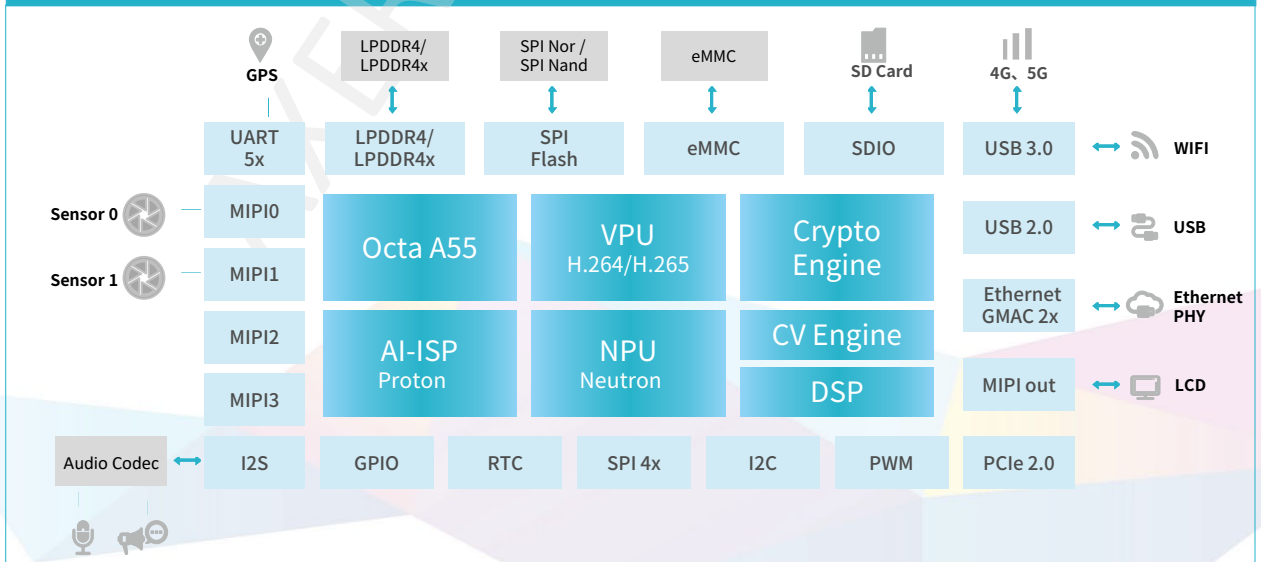 GPS
LPDDR4/
LPDDR4x
SPI Nor /
SPI Nand
eMMC
SD Card
4G、5G
UART
5x
LPDDR4/
LPDDR4x
SPI
Flash
eMMC
SDIO
USB 3.0
WIFI
Sensor 0
MIPI0
Octa A55
VPU
H.264/H.265
Crypto
Engine
USB 2.0
USB
Sensor 1
MIPI1
Ethernet
GMAC 2x
Ethernet
PHY
MIPI2
AI-ISP
Proton
NPU
Neutron
CV Engine
DSP
MIPI3
MIPI out
LCD
Audio Codec
I2S
GPIO
RTC
SPI 4x
I2C
PWM
PCIe 2.0